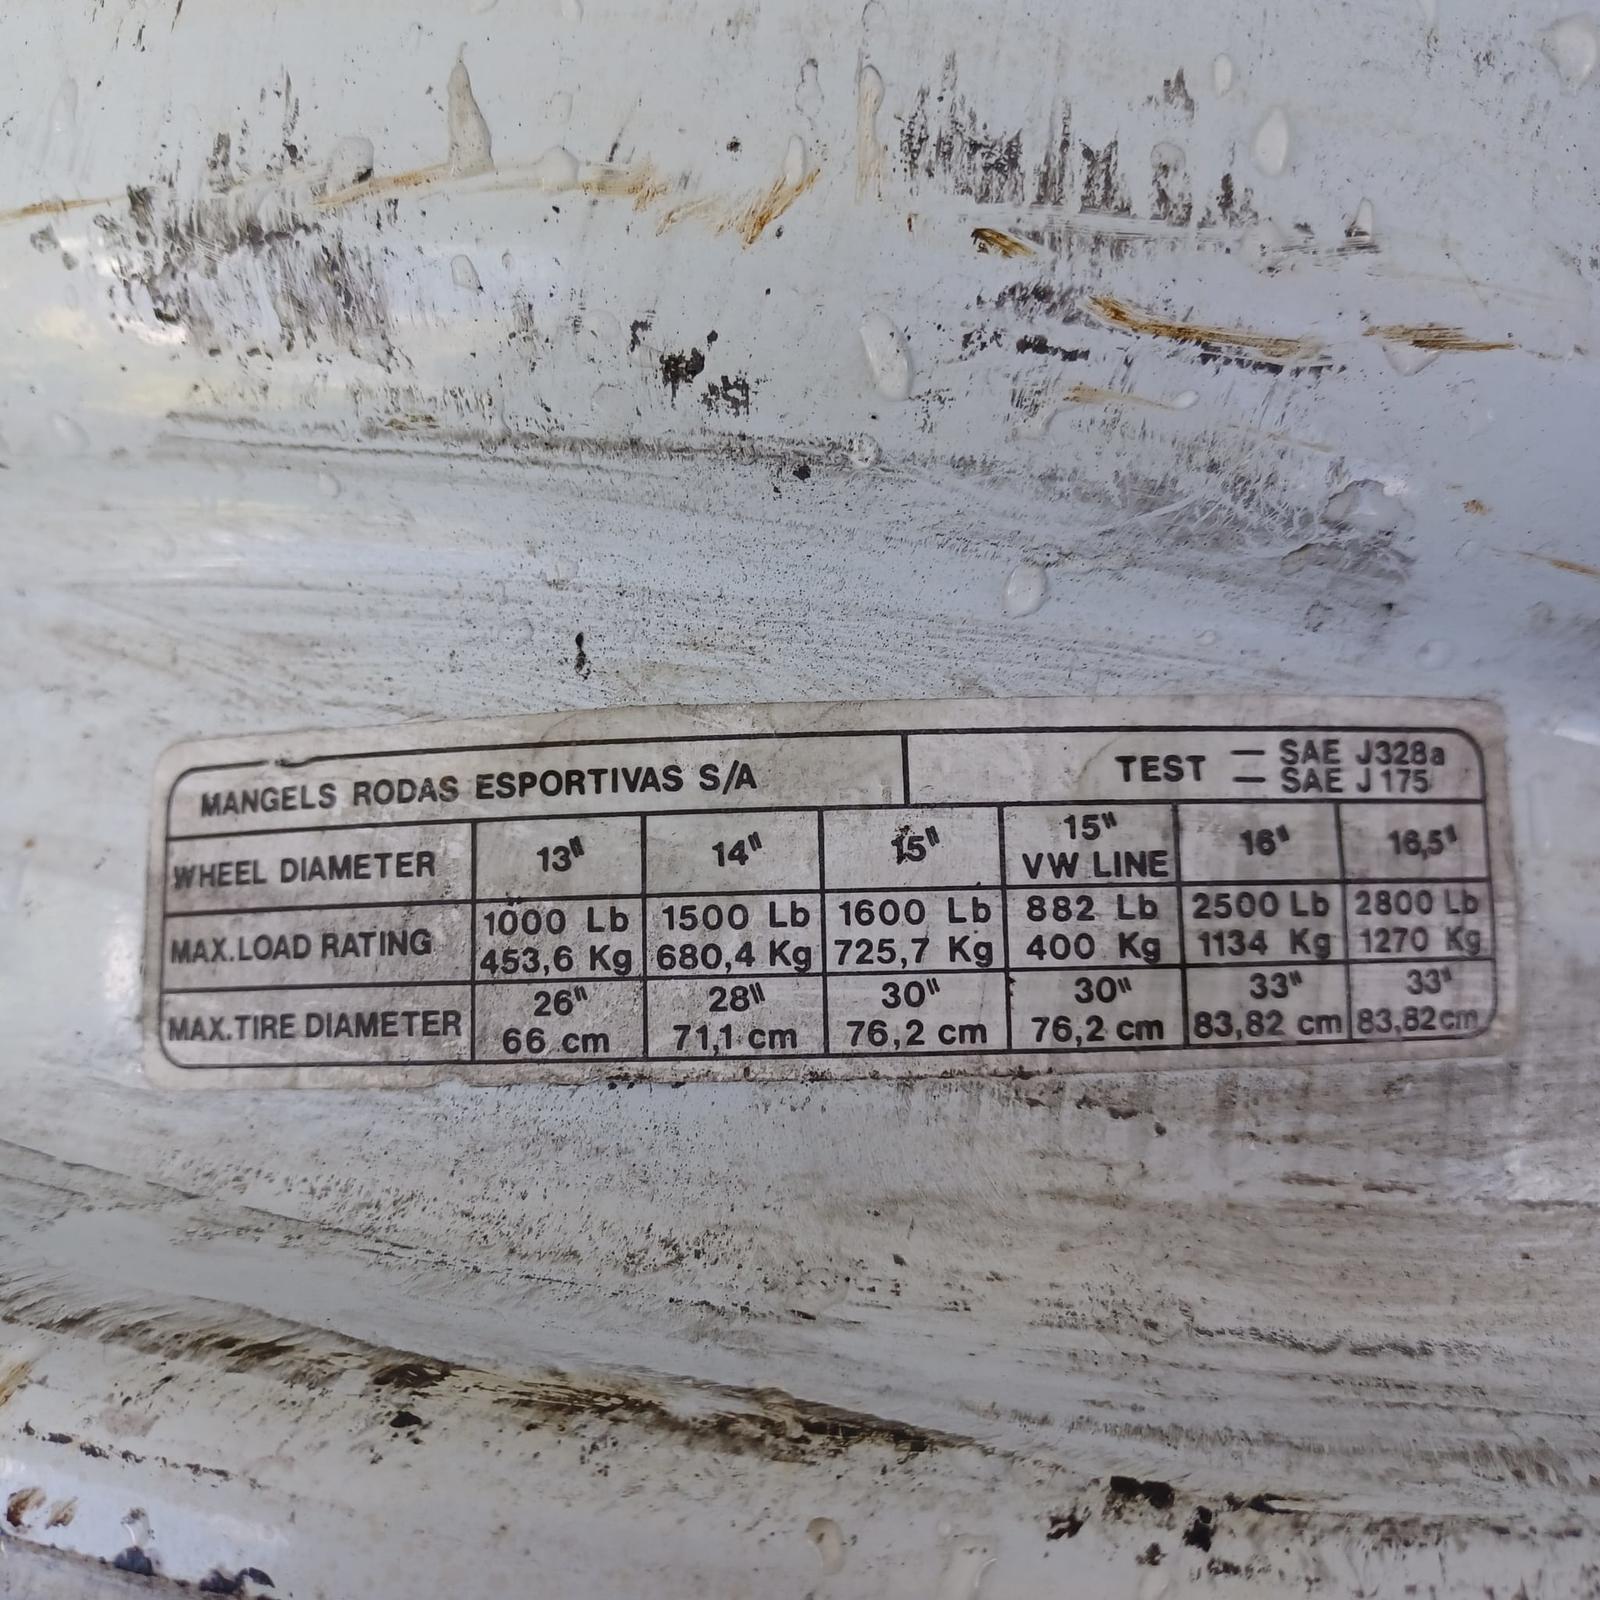 MANGELS RODAS ESPORTIVAS S/A
TEST — SAE J328a
— SAE J175
WHEEL DIAMETER 13" 14" 15" 15" VW LINE 16" 16,5"
MAX.LOAD RATING 1000 Lb 453,6 Kg 1500 Lb 680,4 Kg 1600 Lb 725,7 Kg 882 Lb 400 Kg 2500 Lb 1134 Kg 2800 Lb 1270 Kg
MAX.TIRE DIAMETER 26" 66 cm 28" 71,1 cm 30" 76,2 cm 30" 76,2 cm 33" 83,82 cm 33" 83,82 cm